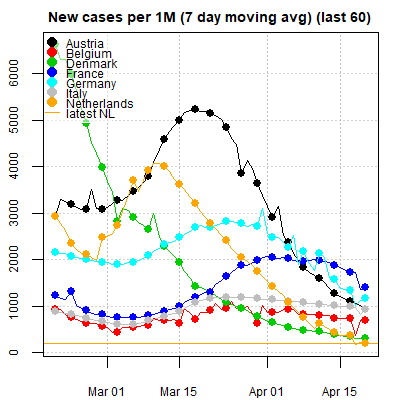 New cases per 1M (7 day moving avg) (last 60)
Austria
Belgium
Denmark
France
Germany
Italy
Netherlands
latest NL
6000
5000
4000
3000
2000
1000
0
Mar 01 Mar 15 Apr 01 Apr 15